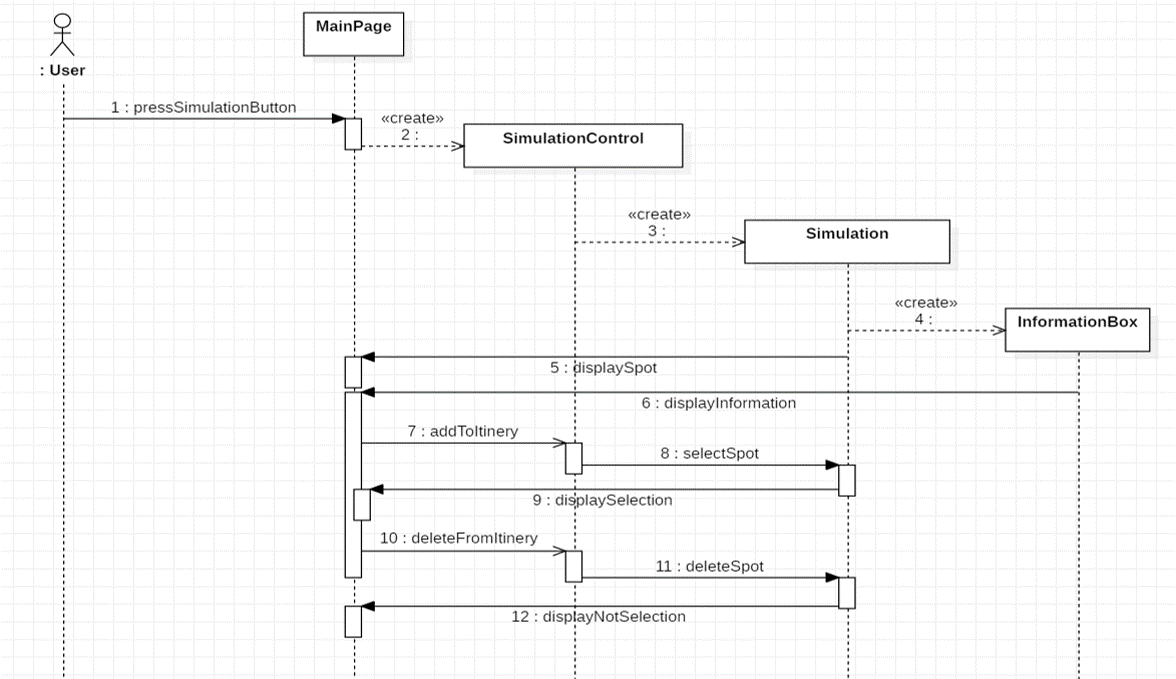 MainPage
: User
1 : pressSimulationButton
«create»
2 :
SimulationControl
«create»
3 :
Simulation
«create»
4 :
InformationBox
5 : displaySpot
6 : displayInformation
7 : addToItinery
8 : selectSpot
9 : displaySelection
10 : deleteFromItinery
11 : deleteSpot
12 : displayNotSelection